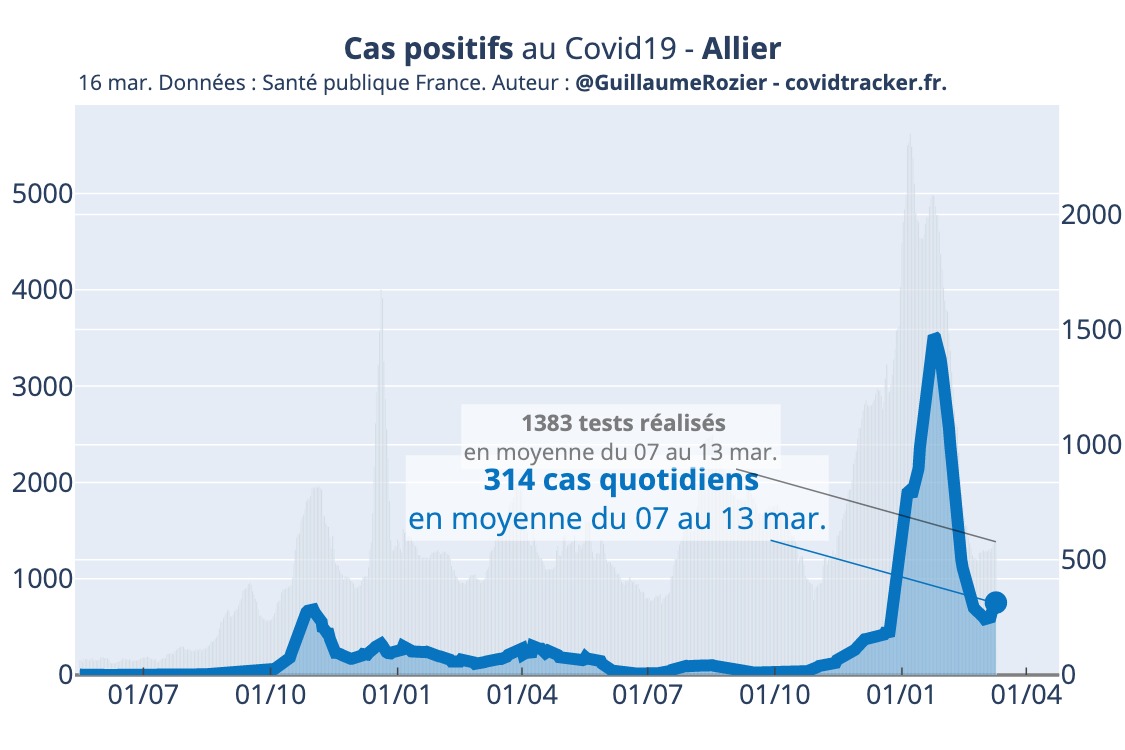 Cas positifs au Covid19 - Allier
16 mar. Données : Santé publique France. Auteur : @GuillaumeRozier - covidtracker.fr.
5000
4000
3000
2000
1000
0
2000
1500
1000
500
0
1383 tests réalisés
en moyenne du 07 au 13 mar.
314 cas quotidiens
en moyenne du 07 au 13 mar.
01/07 01/10 01/01 01/04 01/07 01/10 01/01 01/04